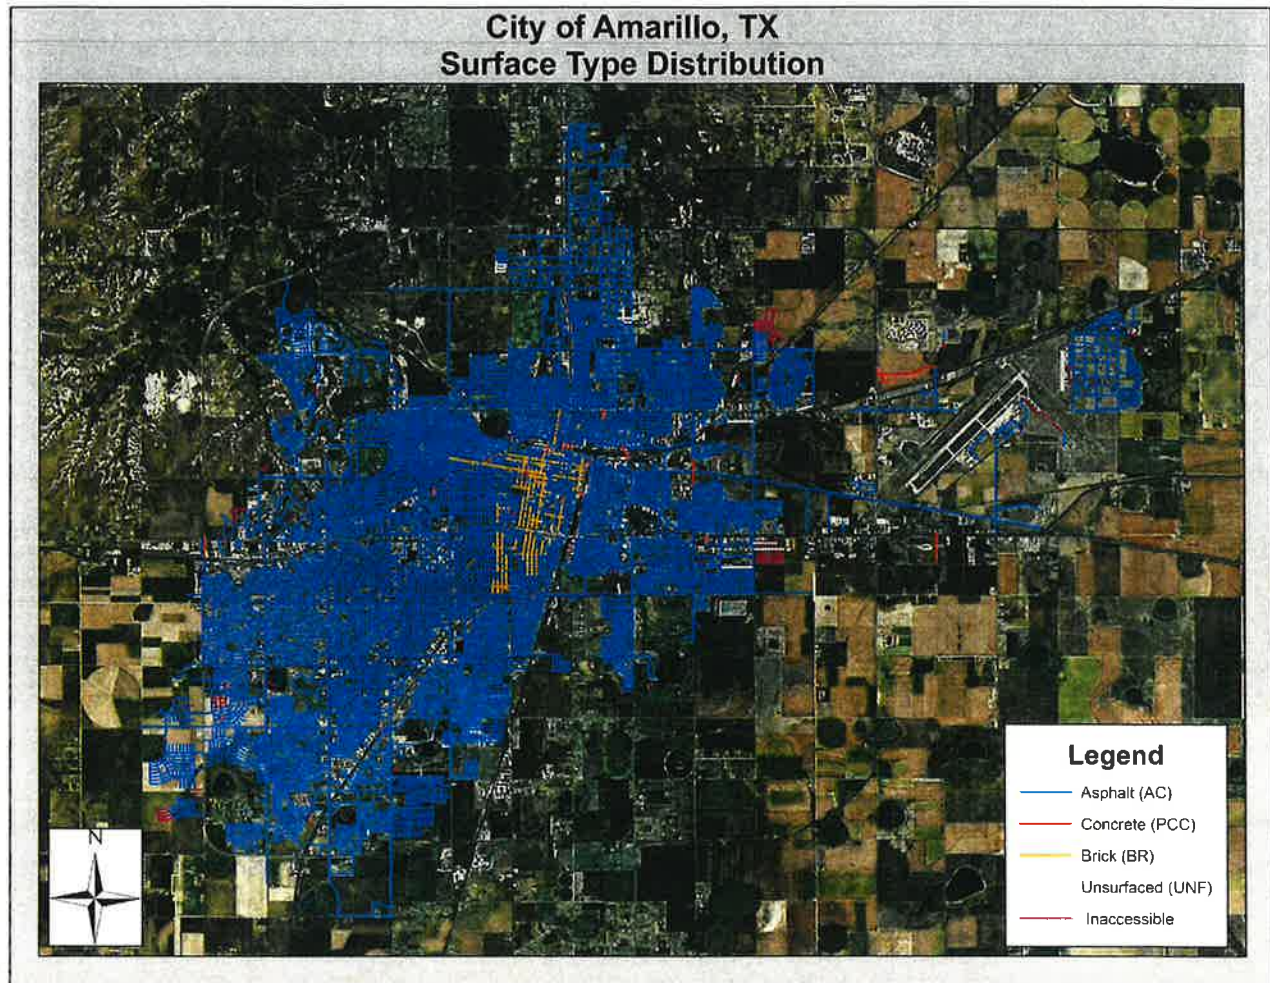 City of Amarillo, TX
Surface Type Distribution
Legend
Asphalt (AC)
Concrete (PCC)
Brick (BR)
Unsurfaced (UNF)
Inaccessible
N